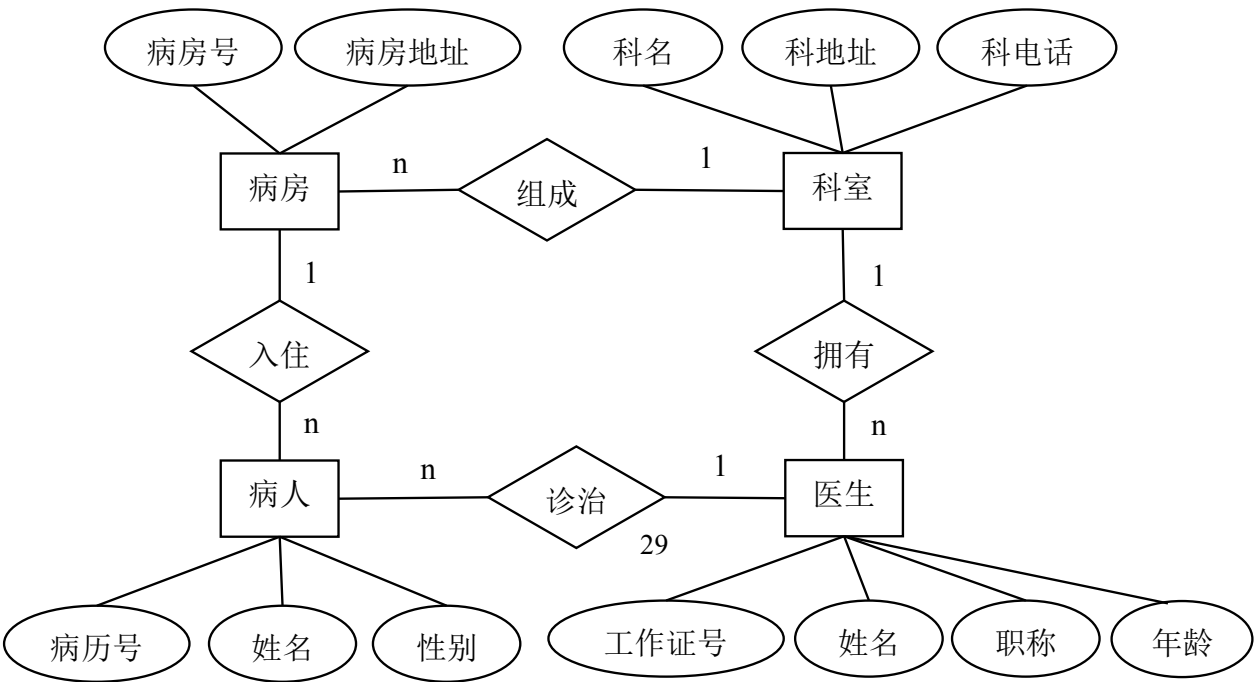 病房号
病房地址
科名
科地址
科电话
病房
n
组成
1
科室
1
1
入住
拥有
n
n
病人
n
诊治
1
医生
29
病历号
姓名
性别
工作证号
姓名
职称
年龄